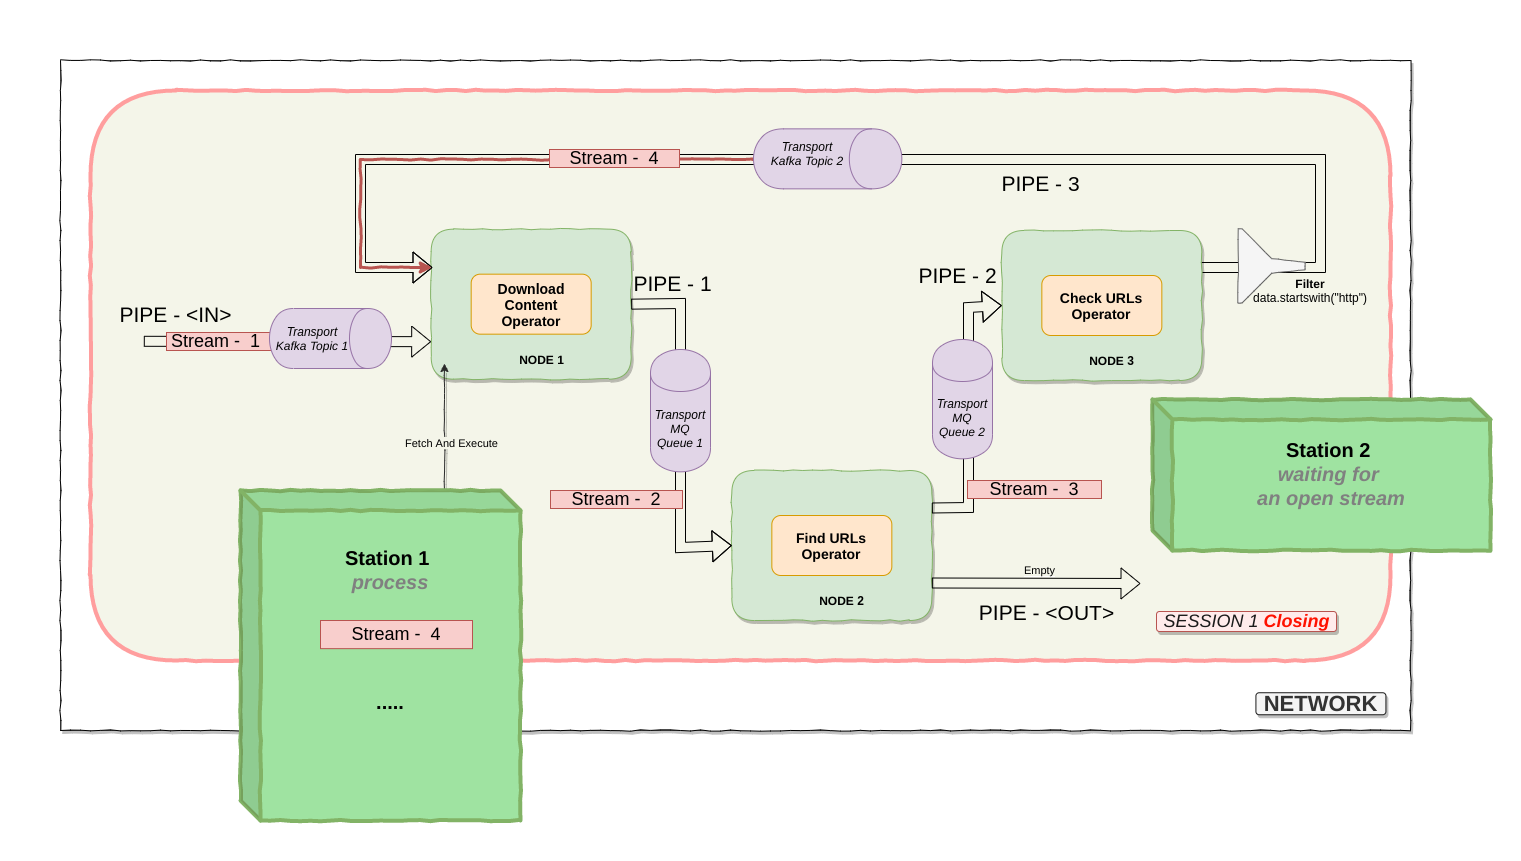 Stream -  4
Transport
Kafka Topic 2
PIPE - 3
Download
Content
Operator
NODE 1
PIPE - 1
PIPE - 2
Check URLs
Operator
NODE 3
Filter
data.startswith("http")
PIPE - <IN>
Stream -  1
Transport
Kafka Topic 1
Transport
MQ
Queue 1
Transport
MQ
Queue 2
Fetch And Execute
Stream -  2
Stream -  3
Station 2
waiting for
an open stream
Find URLs
Operator
NODE 2
Empty
PIPE - <OUT>
Station 1
process
Stream -  4
.....
SESSION 1 Closing
NETWORK